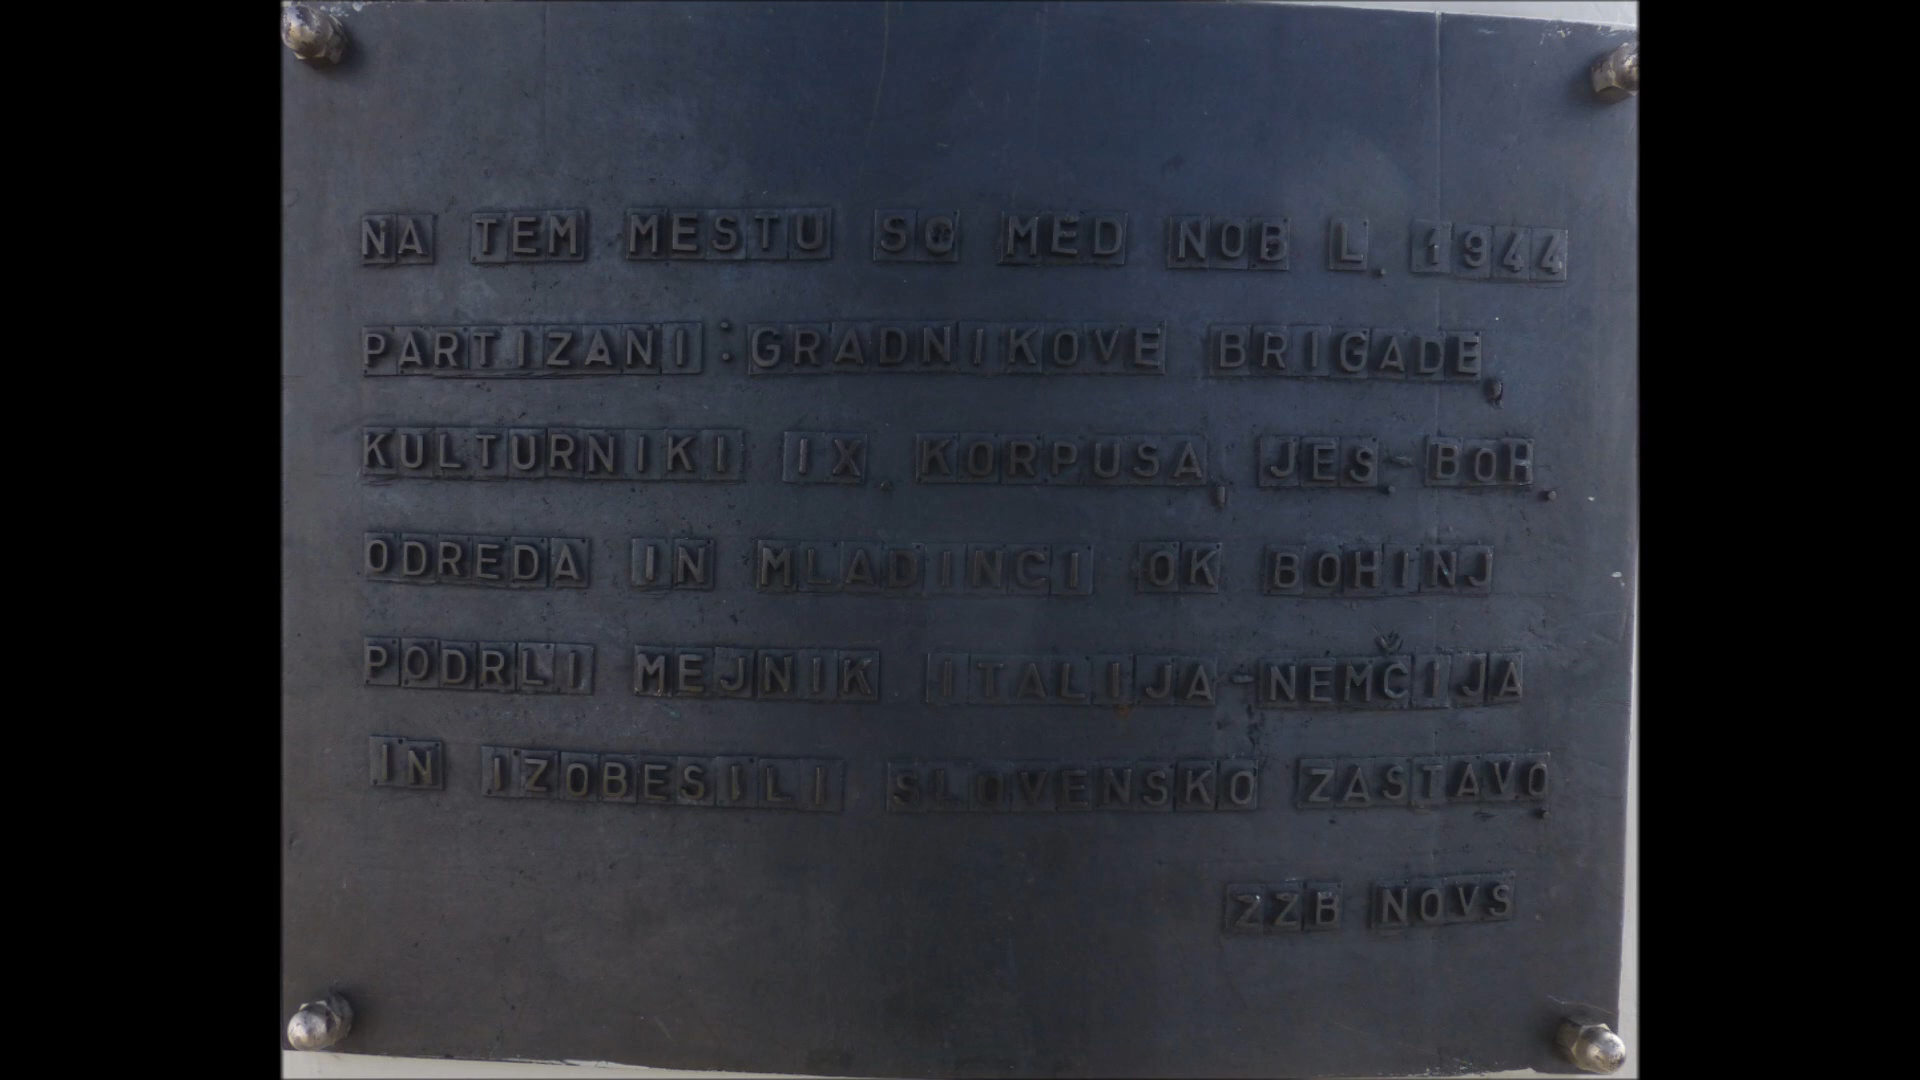 NA TEM MESTU SO MED NOB L. 1944
PARTIZANI: GRADNIKOVE BRIGADE,
KULTURNIKI IX. KORPUSA, JES.-BOH.
ODREDA IN MLADINCI OK BOHINJ
PODRLI MEJNIK ITALIJA-NEMČIJA
IN IZOBESILI SLOVENSKO ZASTAVO.
ZZB NOVS